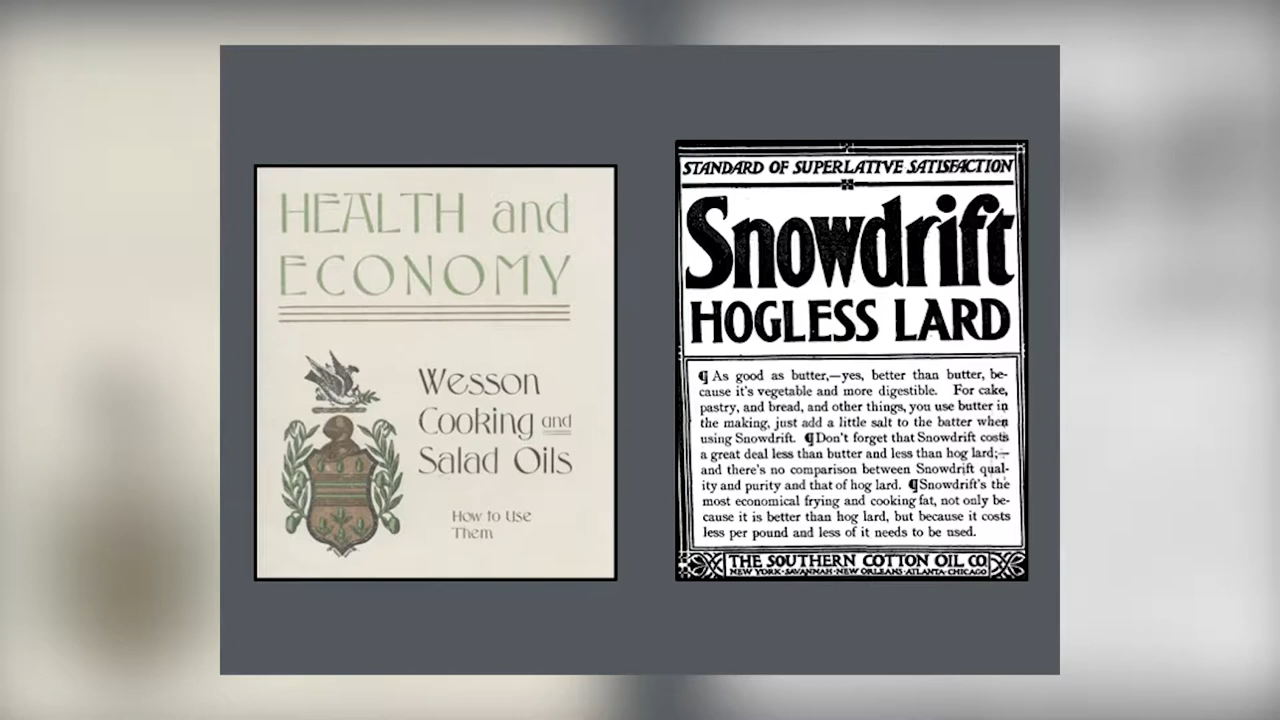 HEALTH and
ECONOMY
Wesson
Cooking and
Salad Oils
How to Use
Them
STANDARD OF SUPERLATIVE SATISFACTION
Snowdrift
HOGLESS LARD
¶ As good as butter,—yes, better than butter, be-
cause it's vegetable and more digestible. For cake,
pastry, and bread, and other things, you use butter in
the making, just add a little salt to the batter when
using Snowdrift. ¶ Don't forget that Snowdrift costs
a great deal less than butter and less than hog lard;—
and there's no comparison between Snowdrift qual-
ity and purity and that of hog lard. ¶ Snowdrift's the
most economical frying and cooking fat, not only be-
cause it is better than hog lard, but because it costs
less per pound and less of it needs to be used.
THE SOUTHERN COTTON OIL CO
NEW YORK·SAVANNAH·NEW ORLEANS·ATLANTA·CHICAGO